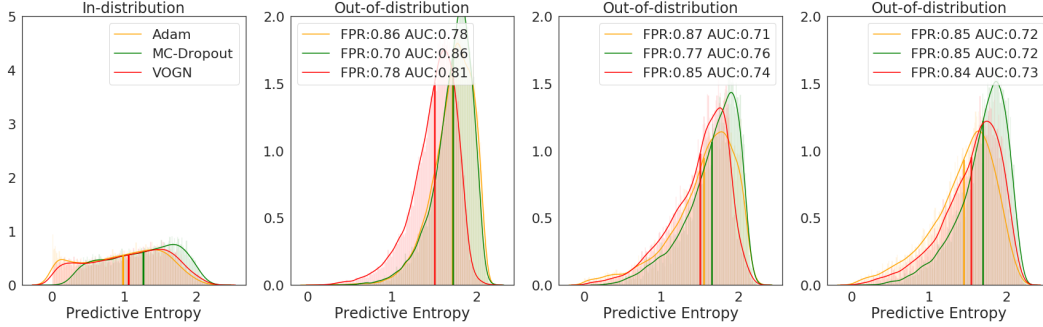 In-distribution
5
4
3
2
1
0
Adam
MC-Dropout
VOGN
0 1 2
Predictive Entropy
Out-of-distribution
2.0
1.5
1.0
0.5
0.0
FPR:0.86 AUC:0.78
FPR:0.70 AUC:0.86
FPR:0.78 AUC:0.81
0 1 2
Predictive Entropy
Out-of-distribution
2.0
1.5
1.0
0.5
0.0
FPR:0.87 AUC:0.71
FPR:0.77 AUC:0.76
FPR:0.85 AUC:0.74
0 1 2
Predictive Entropy
Out-of-distribution
2.0
1.5
1.0
0.5
0.0
FPR:0.85 AUC:0.72
FPR:0.85 AUC:0.72
FPR:0.84 AUC:0.73
0 1 2
Predictive Entropy